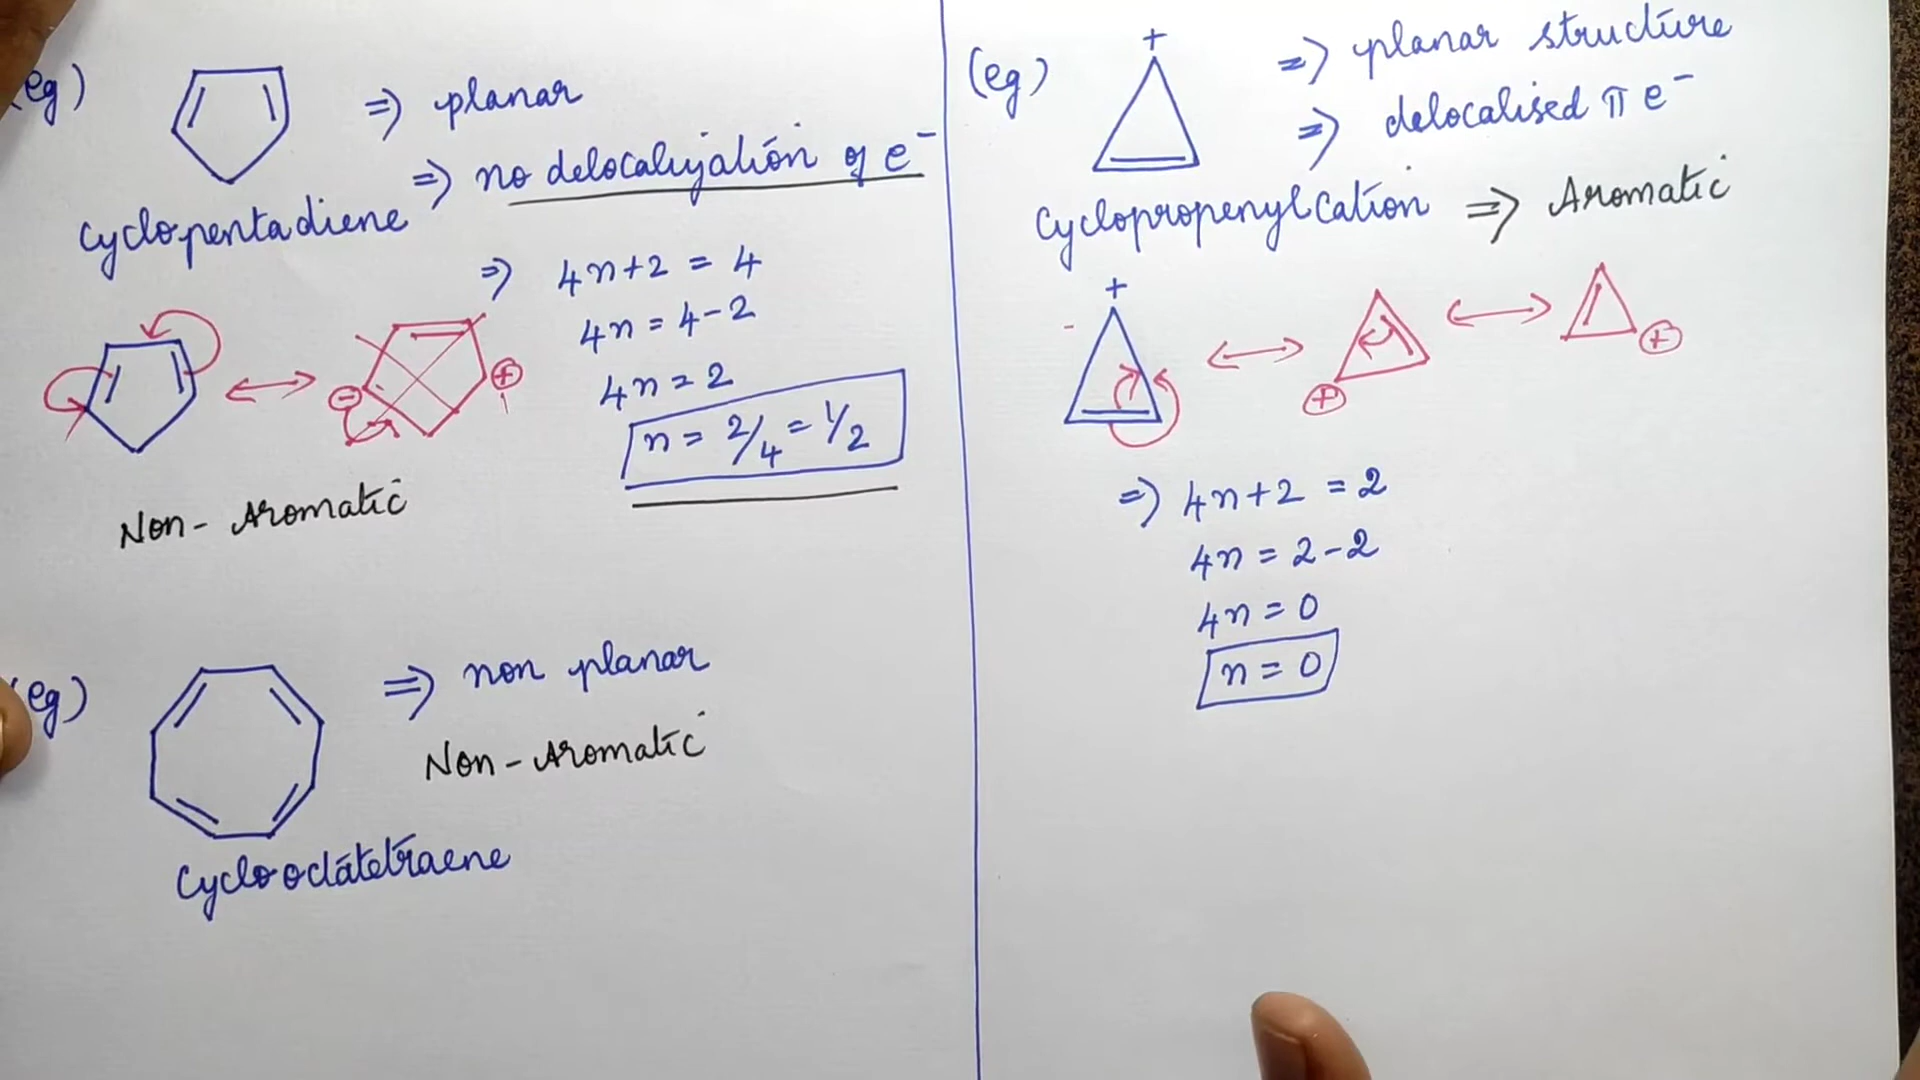 (eg)
⇒ planar
⇒ no delocalization of e⁻
Cyclopentadiene
⇒ 4n+2 = 4
4n = 4-2
4n = 2
n = 2/4 = 1/2
⊖ ⊕
Non-Aromatic
(eg)
⇒ non planar
Non-Aromatic
Cyclooctatetraene
(eg)
+
⇒ planar structure
⇒ delocalised π e⁻
Cyclopropenyl Cation ⇒ Aromatic
+
⊕ ⊕
⇒ 4n+2 = 2
4n = 2-2
4n = 0
n = 0